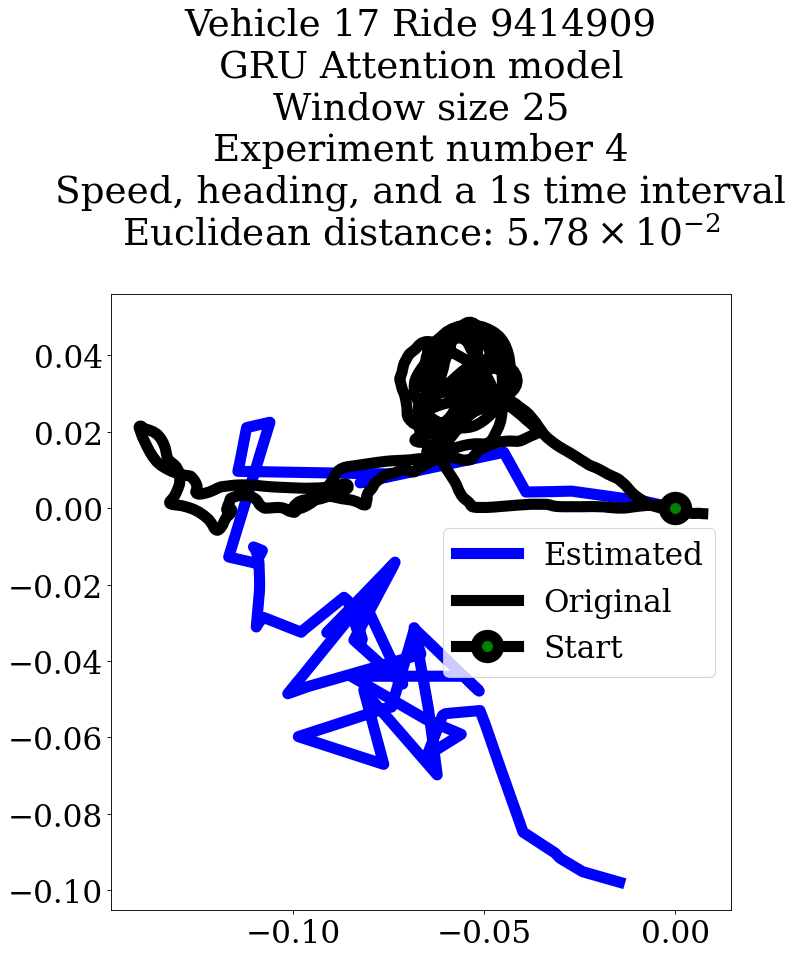 Vehicle 17 Ride 9414909
GRU Attention model
Window size 25
Experiment number 4
Speed, heading, and a 1s time interval
Euclidean distance: 5.78 × 10⁻²
0.04
0.02
0.00
−0.02
−0.04
−0.06
−0.08
−0.10
Estimated
Original
Start
−0.10 −0.05 0.00